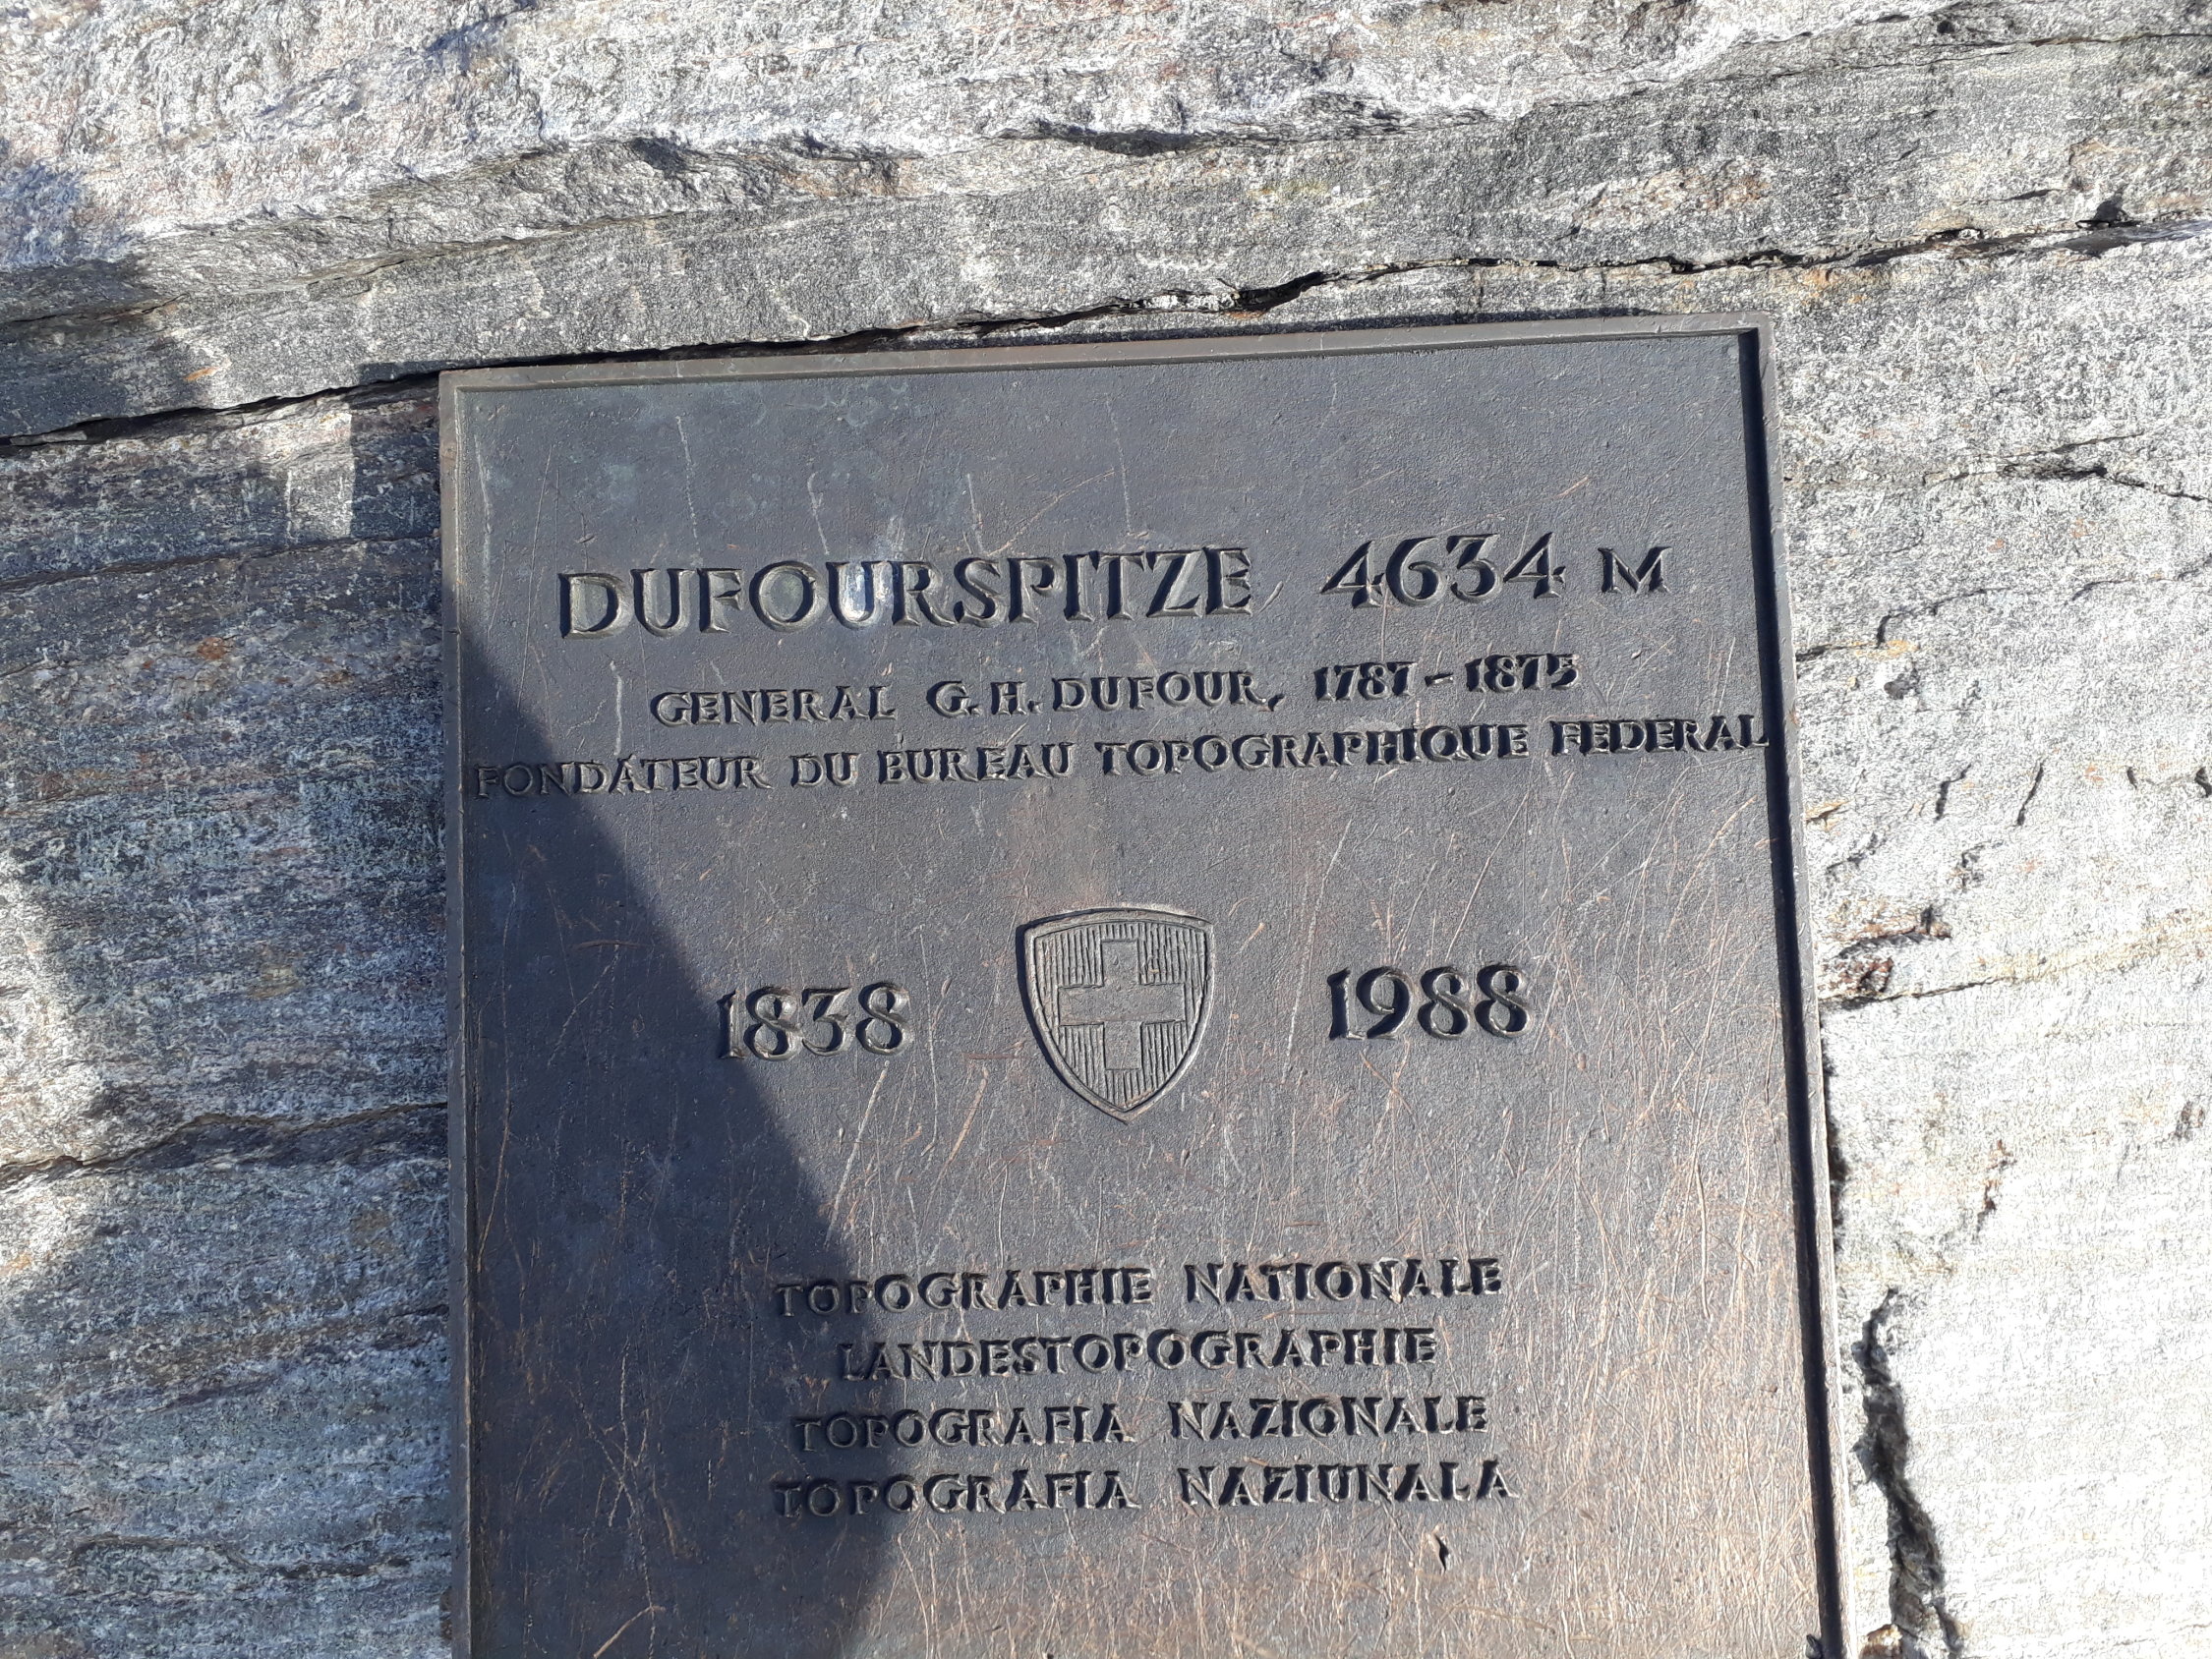 DUFOURSPITZE 4634 M
GENERAL G. H. DUFOUR, 1787 - 1875
FONDATEUR DU BUREAU TOPOGRAPHIQUE FEDERAL
1838 1988
TOPOGRAPHIE NATIONALE
LANDESTOPOGRAPHIE
TOPOGRAFIA NAZIONALE
TOPOGRAFIA NAZIUNALA